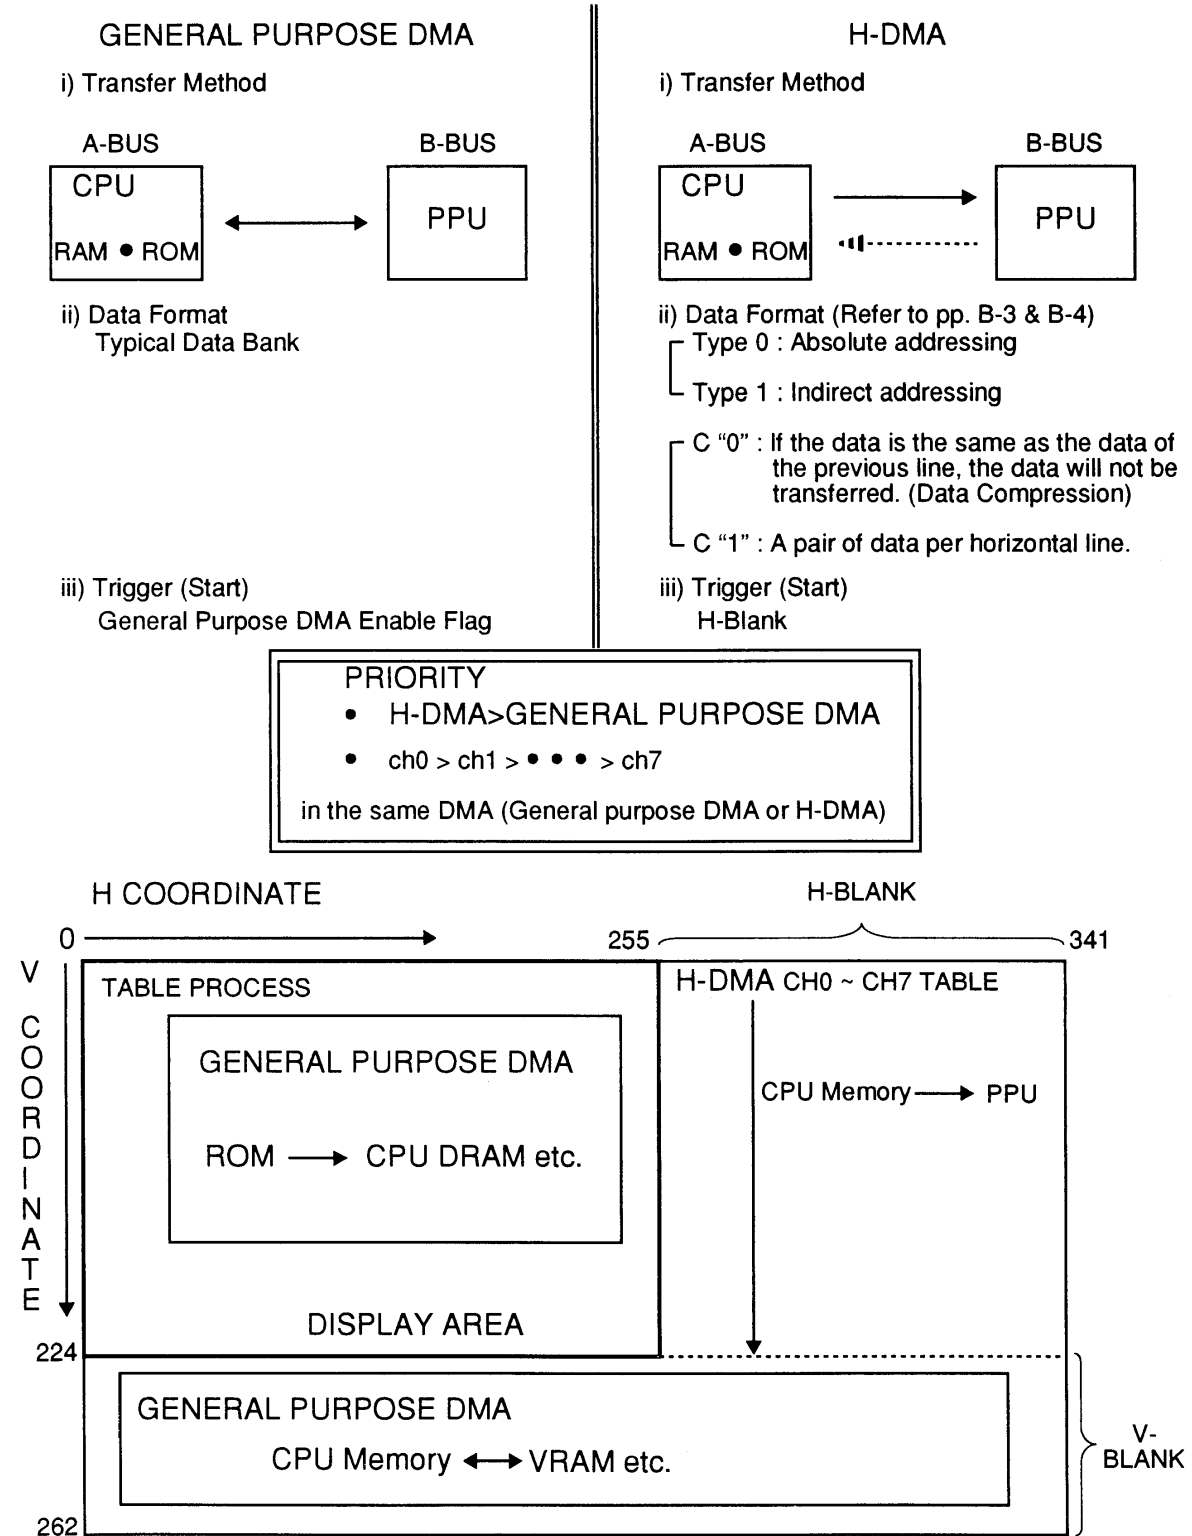 GENERAL PURPOSE DMA
i) Transfer Method
A-BUS
B-BUS
CPU
RAM ● ROM
PPU
ii) Data Format
Typical Data Bank
iii) Trigger (Start)
General Purpose DMA Enable Flag
H-DMA
i) Transfer Method
A-BUS
B-BUS
CPU
RAM ● ROM
PPU
ii) Data Format (Refer to pp. B-3 & B-4)
Type 0 : Absolute addressing
Type 1 : Indirect addressing
C “0” : If the data is the same as the data of
the previous line, the data will not be
transferred. (Data Compression)
C “1” : A pair of data per horizontal line.
iii) Trigger (Start)
H-Blank
PRIORITY
● H-DMA>GENERAL PURPOSE DMA
● ch0 > ch1 > ● ● ● > ch7
in the same DMA (General purpose DMA or H-DMA)
H COORDINATE
H-BLANK
0
255
341
V COORDINATE
TABLE PROCESS
H-DMA CH0 ~ CH7 TABLE
GENERAL PURPOSE DMA
CPU Memory → PPU
ROM → CPU DRAM etc.
DISPLAY AREA
224
GENERAL PURPOSE DMA
CPU Memory ↔ VRAM etc.
V-
BLANK
262